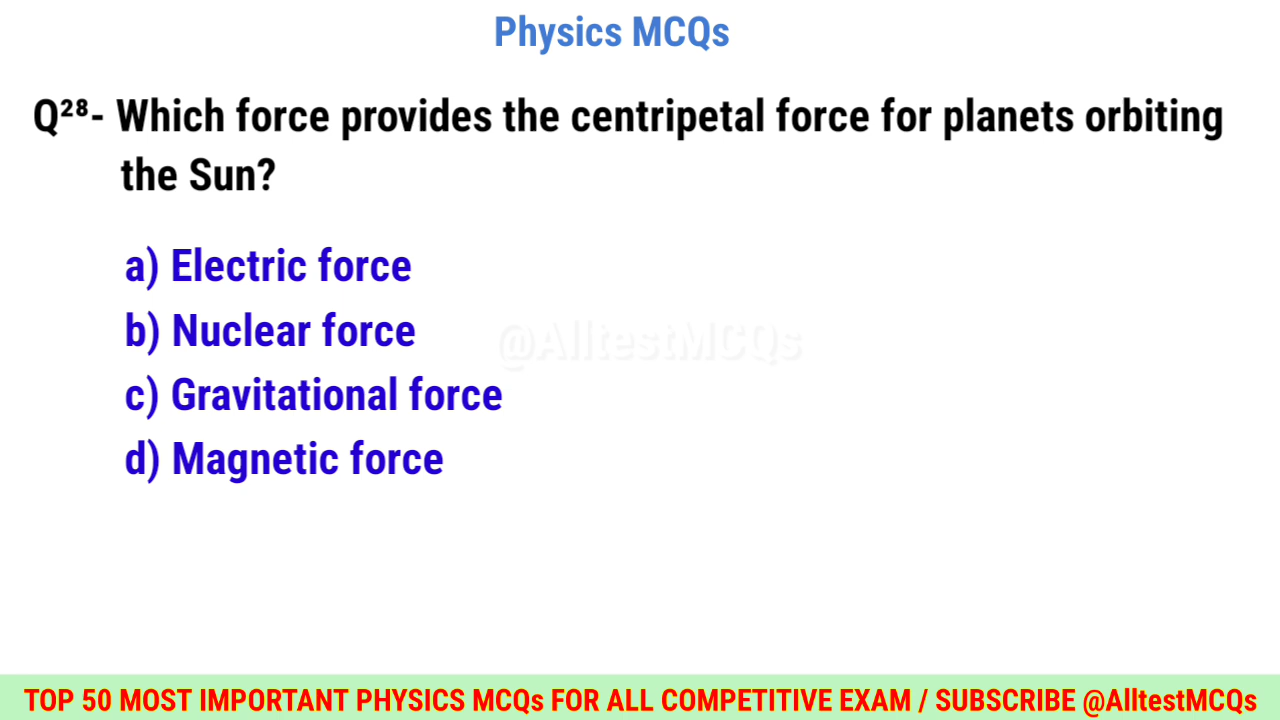 Physics MCQs
Q²⁸- Which force provides the centripetal force for planets orbiting
the Sun?
a) Electric force
b) Nuclear force
@AlltestMCQs
c) Gravitational force
d) Magnetic force
TOP 50 MOST IMPORTANT PHYSICS MCQs FOR ALL COMPETITIVE EXAM / SUBSCRIBE @AlltestMCQs